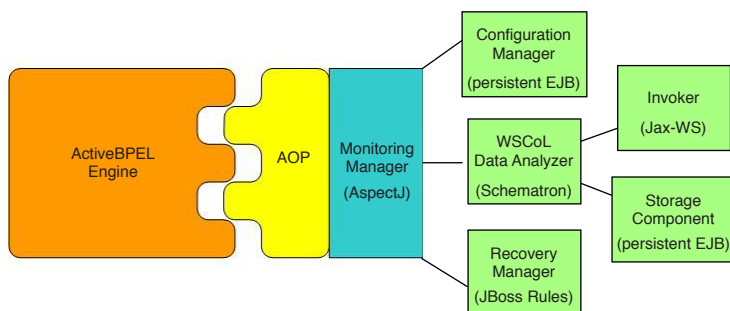 ActiveBPEL
Engine
AOP
Monitoring
Manager
(AspectJ)
Configuration
Manager
(persistent EJB)
WSCoL
Data Analyzer
(Schematron)
Recovery
Manager
(JBoss Rules)
Invoker
(Jax-WS)
Storage
Component
(persistent EJB)